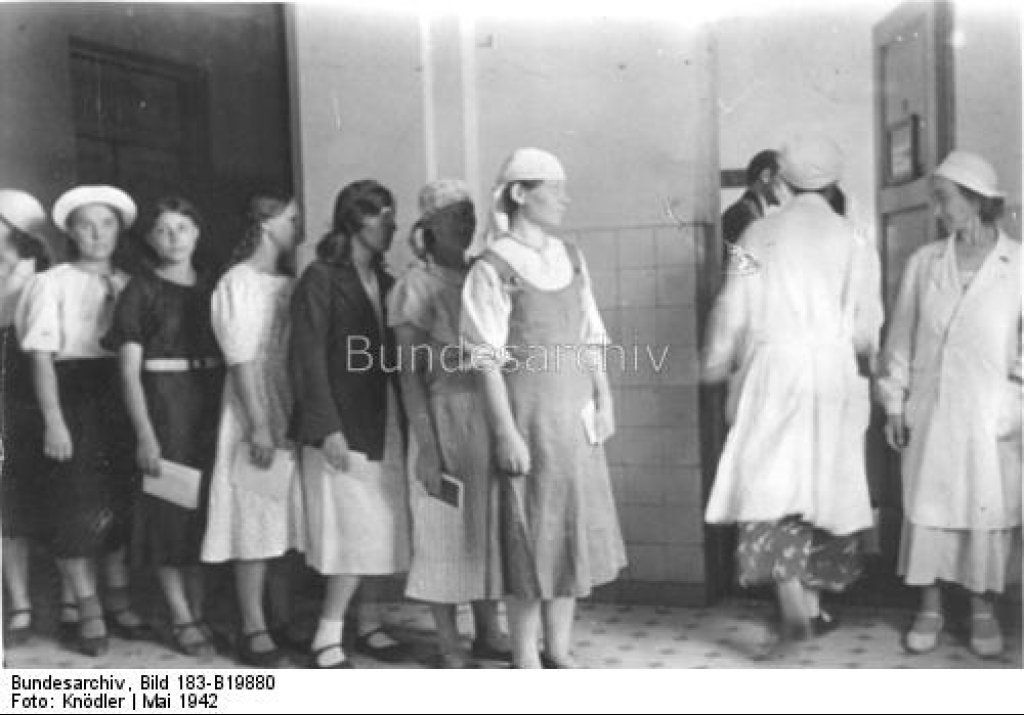 Bundesarchiv
Bundesarchiv, Bild 183-B19880
Foto: Knödler | Mai 1942